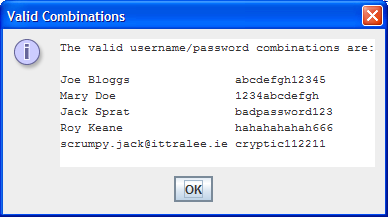 Valid Combinations
The valid username/password combinations are:
Joe Bloggs abcdefgh12345
Mary Doe 1234abcdefgh
Jack Sprat badpassword123
Roy Keane hahahahahah666
scrumpy.jack@ittralee.ie cryptic112211
OK